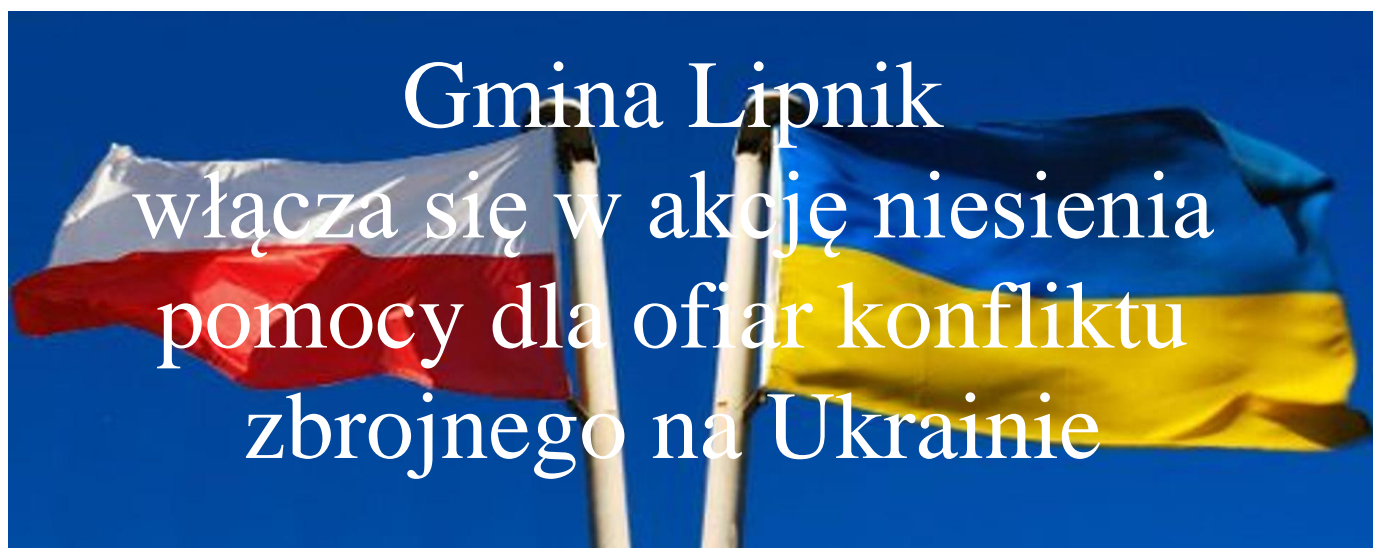 Gmina Lipnik
włącza się w akcję niesienia
pomocy dla ofiar konfliktu
zbrojnego na Ukrainie